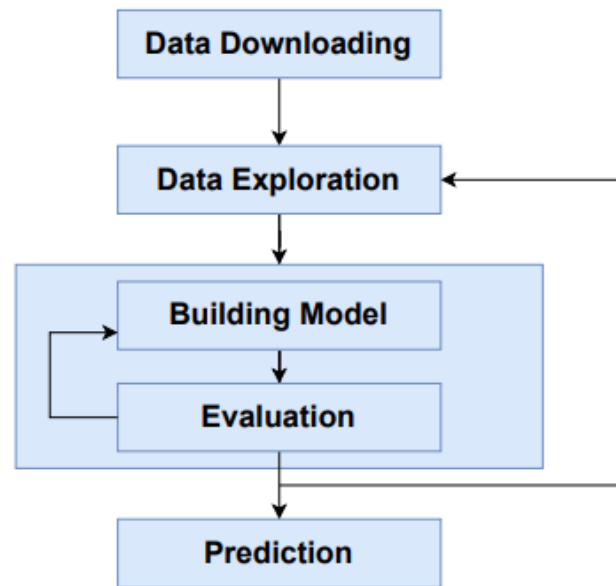 Data Downloading
Data Exploration
Building Model
Evaluation
Prediction